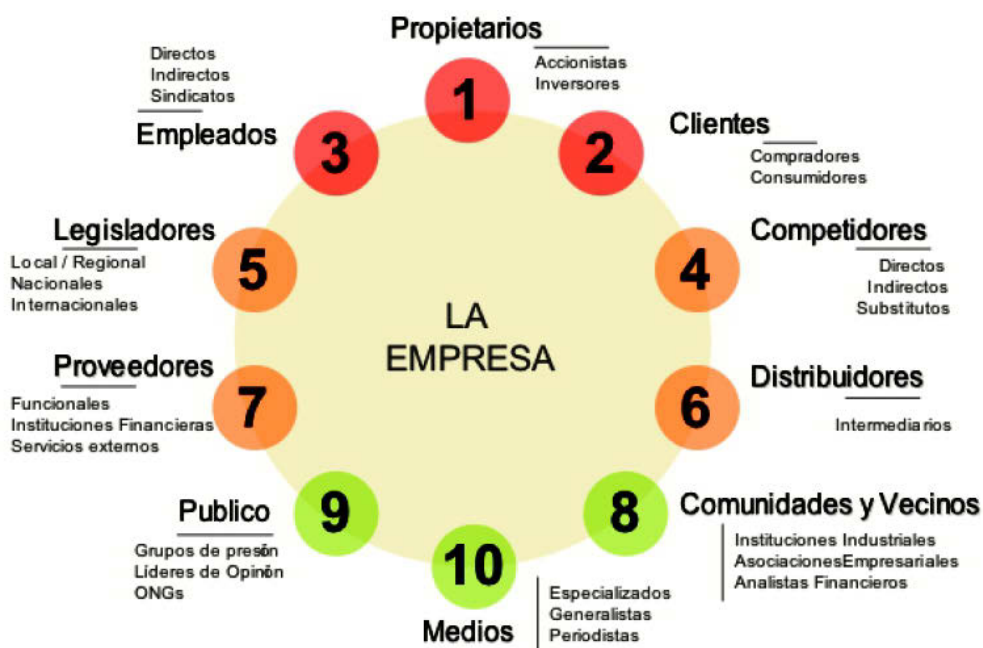 Propietarios
Accionistas
Inversores
1
Clientes
Compradores
Consumidores
2
Directos
Indirectos
Sindicatos
Empleados
3
Competidores
Directos
Indirectos
Substitutos
4
Legisladores
Local / Regional
Nacionales
Internacionales
5
LA
EMPRESA
Distribuidores
Intermediarios
6
Proveedores
Funcionales
Instituciones Financieras
Servicios externos
7
Comunidades y Vecinos
Instituciones Industriales
AsociacionesEmpresariales
Analistas Financieros
8
Publico
Grupos de presión
Líderes de Opinión
ONGs
9
10
Medios
Especializados
Generalistas
Periodistas